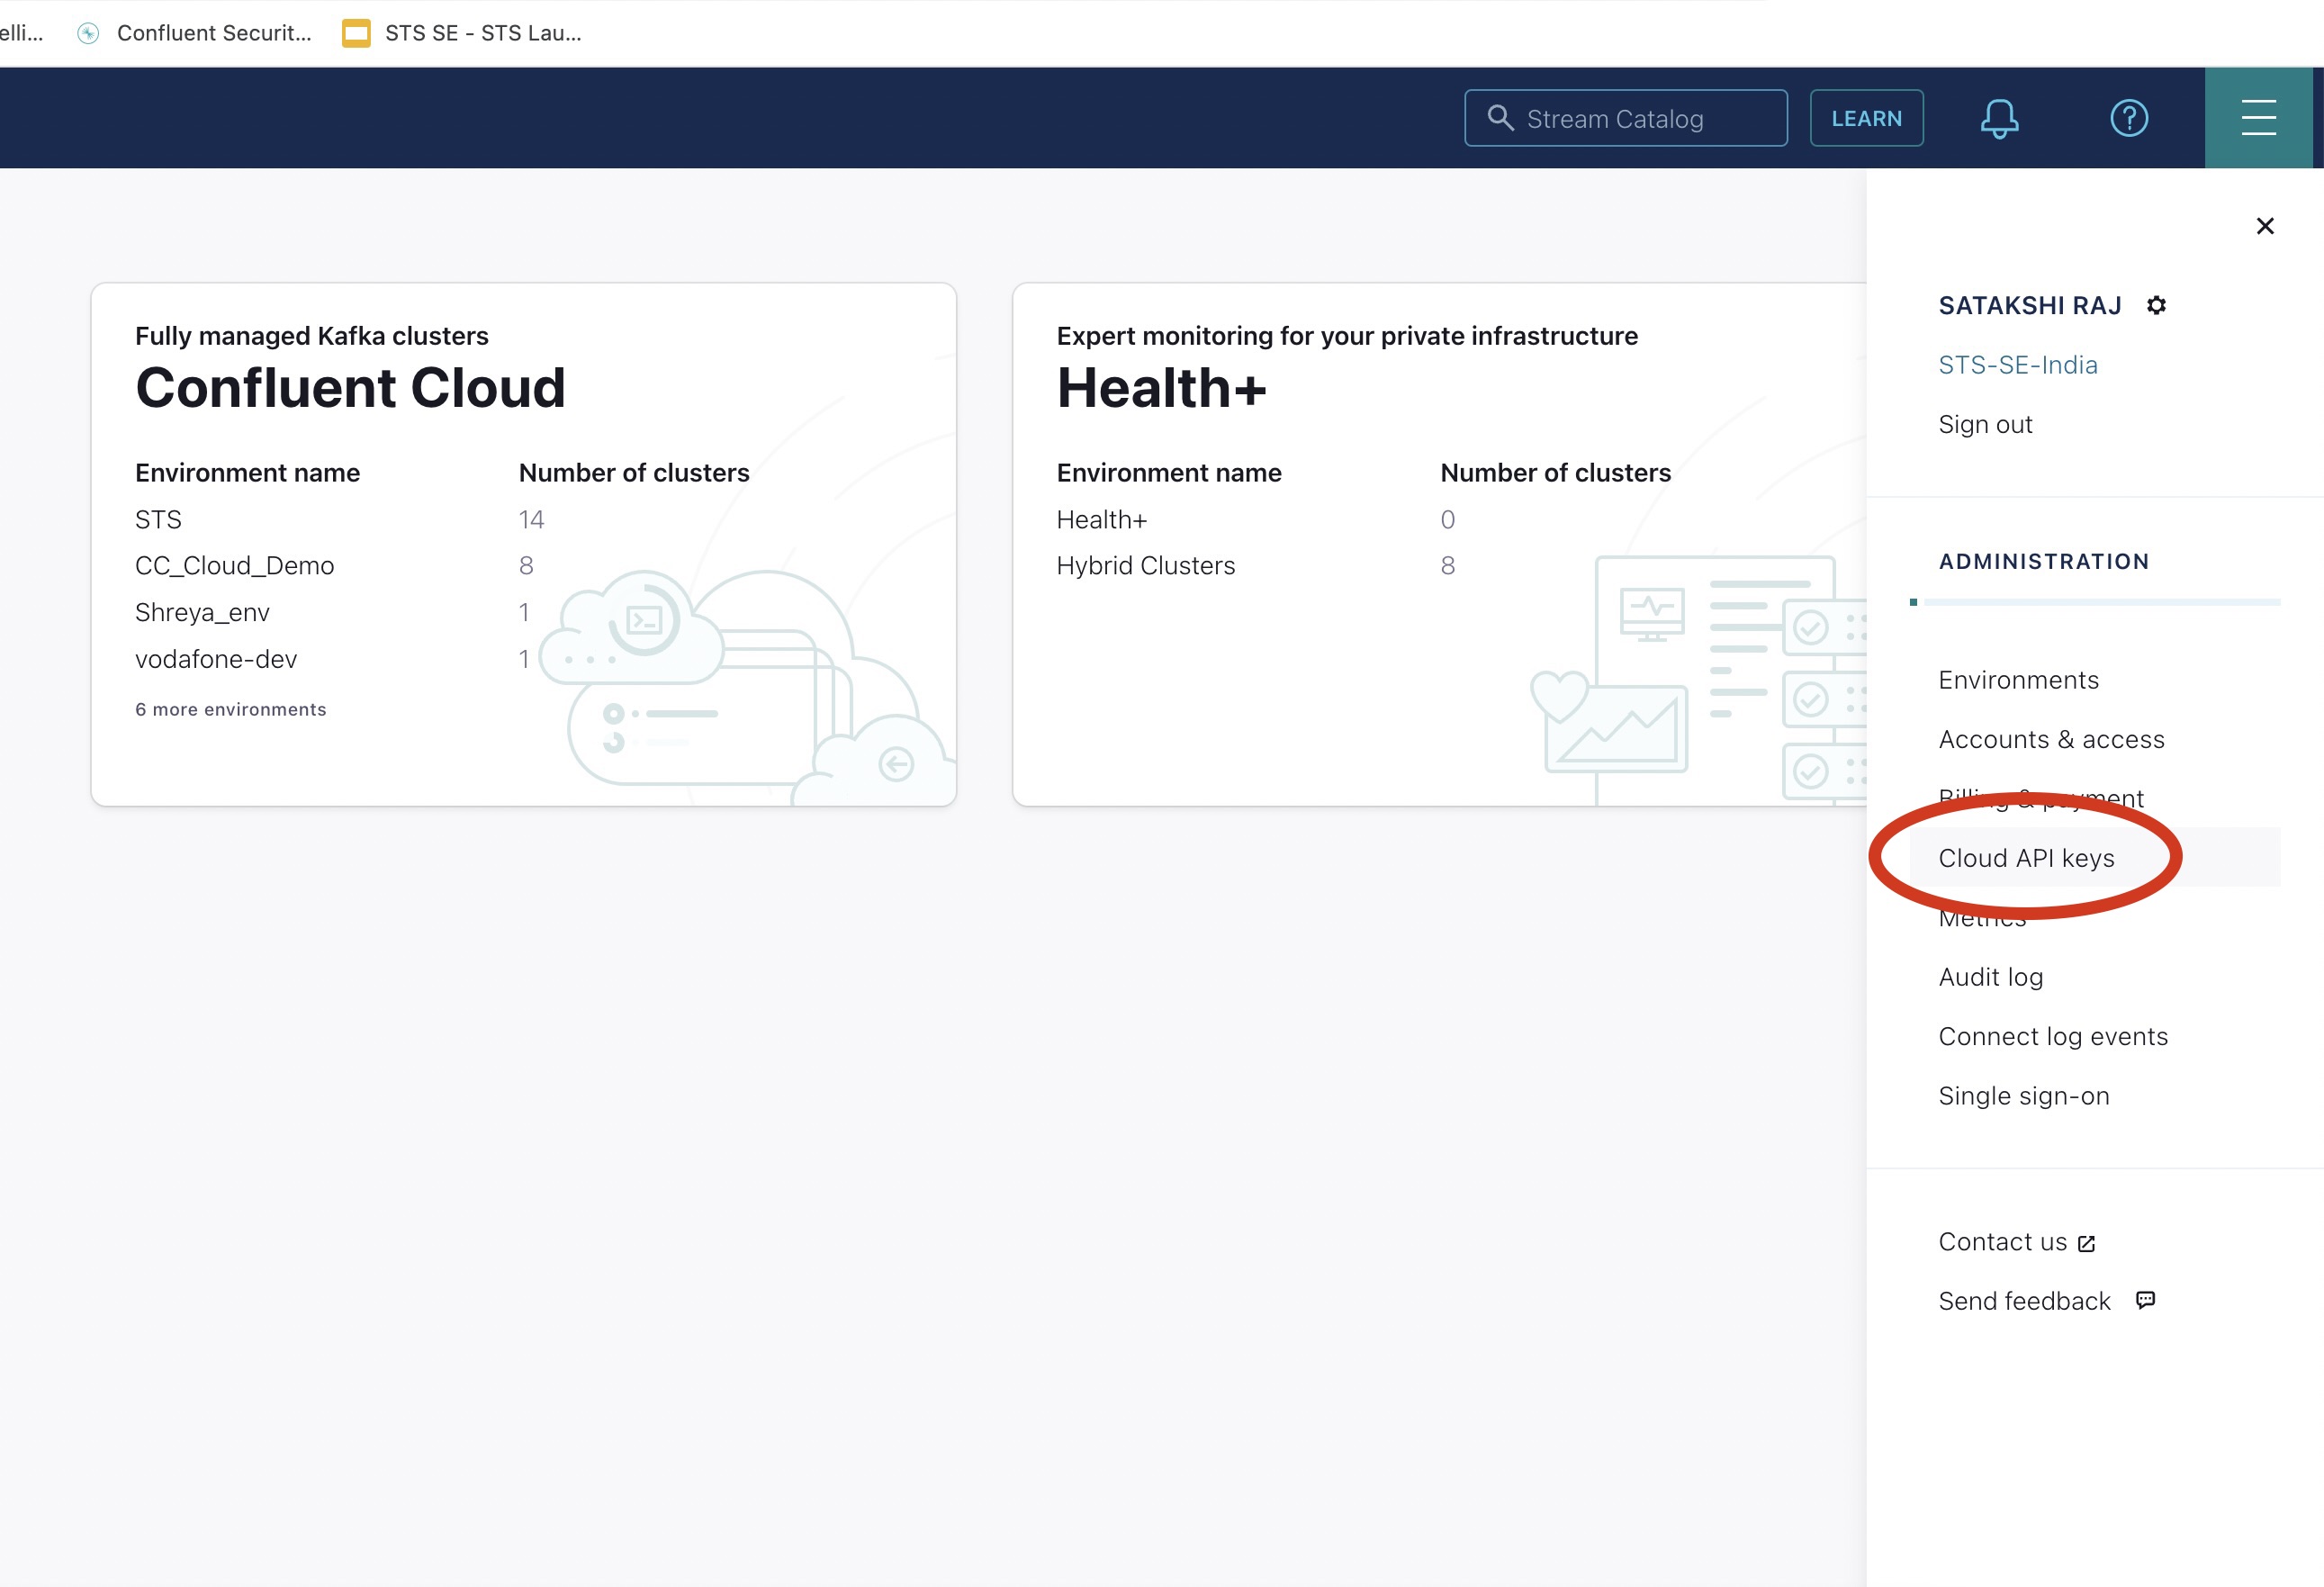 elli...
Confluent Securit...
STS SE - STS Lau...
Stream Catalog
LEARN
Fully managed Kafka clusters
Confluent Cloud
Environment name Number of clusters
STS 14
CC_Cloud_Demo 8
Shreya_env 1
vodafone-dev 1
6 more environments
Expert monitoring for your private infrastructure
Health+
Environment name Number of clusters
Health+ 0
Hybrid Clusters 8
SATAKSHI RAJ
STS-SE-India
Sign out
ADMINISTRATION
Environments
Accounts & access
Billing & payment
Cloud API keys
Metrics
Audit log
Connect log events
Single sign-on
Contact us
Send feedback